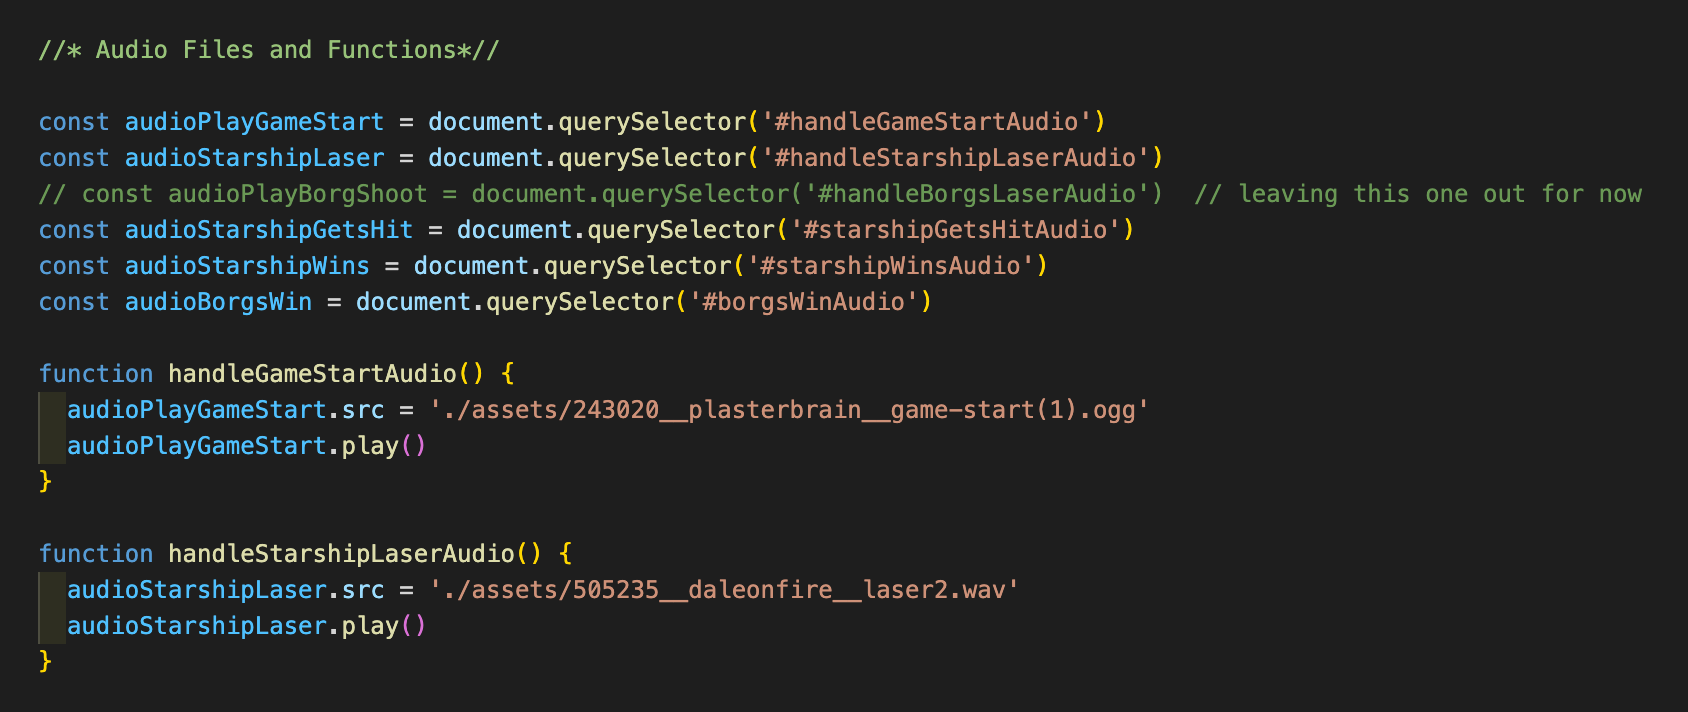 //* Audio Files and Functions*//
const audioPlayGameStart = document.querySelector('#handleGameStartAudio')
const audioStarshipLaser = document.querySelector('#handleStarshipLaserAudio')
// const audioPlayBorgShoot = document.querySelector('#handleBorgsLaserAudio')  // leaving this one out for now
const audioStarshipGetsHit = document.querySelector('#starshipGetsHitAudio')
const audioStarshipWins = document.querySelector('#starshipWinsAudio')
const audioBorgsWin = document.querySelector('#borgsWinAudio')
function handleGameStartAudio() {
  audioPlayGameStart.src = './assets/243020__plasterbrain__game-start(1).ogg'
  audioPlayGameStart.play()
}
function handleStarshipLaserAudio() {
  audioStarshipLaser.src = './assets/505235__daleonfire__laser2.wav'
  audioStarshipLaser.play()
}